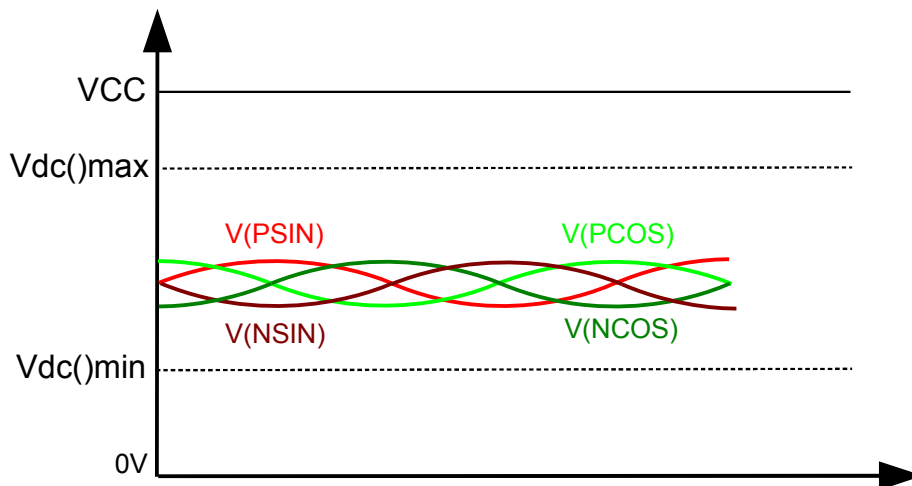 VCC
Vdc()max
V(PSIN)
V(PCOS)
V(NSIN)
V(NCOS)
Vdc()min
0V